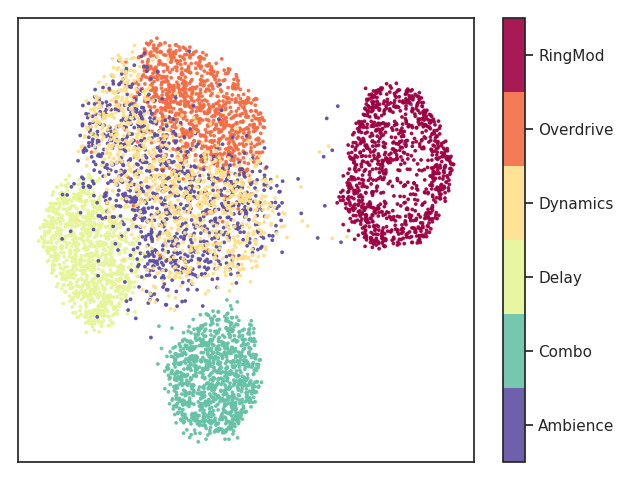 RingMod
Overdrive
Dynamics
Delay
Combo
Ambience